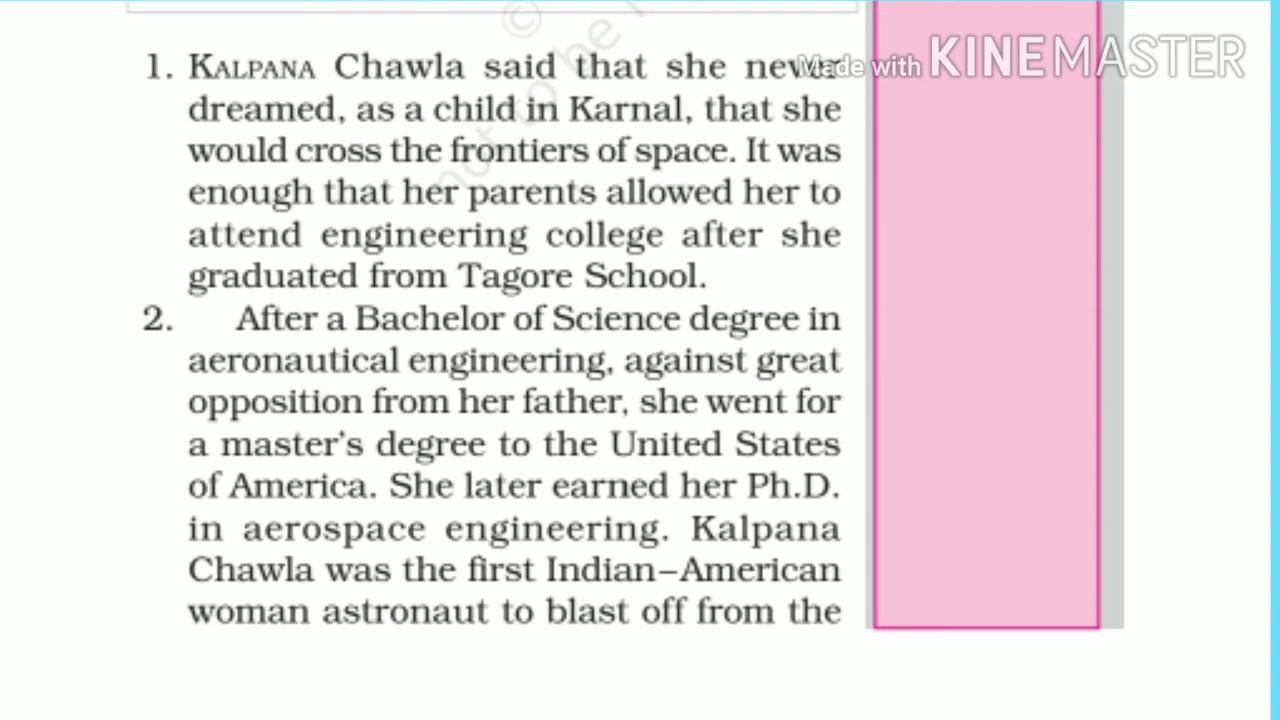 © not to be r
Made with KINEMASTER
1. KALPANA Chawla said that she never
dreamed, as a child in Karnal, that she
would cross the frontiers of space. It was
enough that her parents allowed her to
attend engineering college after she
graduated from Tagore School.
2. After a Bachelor of Science degree in
aeronautical engineering, against great
opposition from her father, she went for
a master's degree to the United States
of America. She later earned her Ph.D.
in aerospace engineering. Kalpana
Chawla was the first Indian–American
woman astronaut to blast off from the